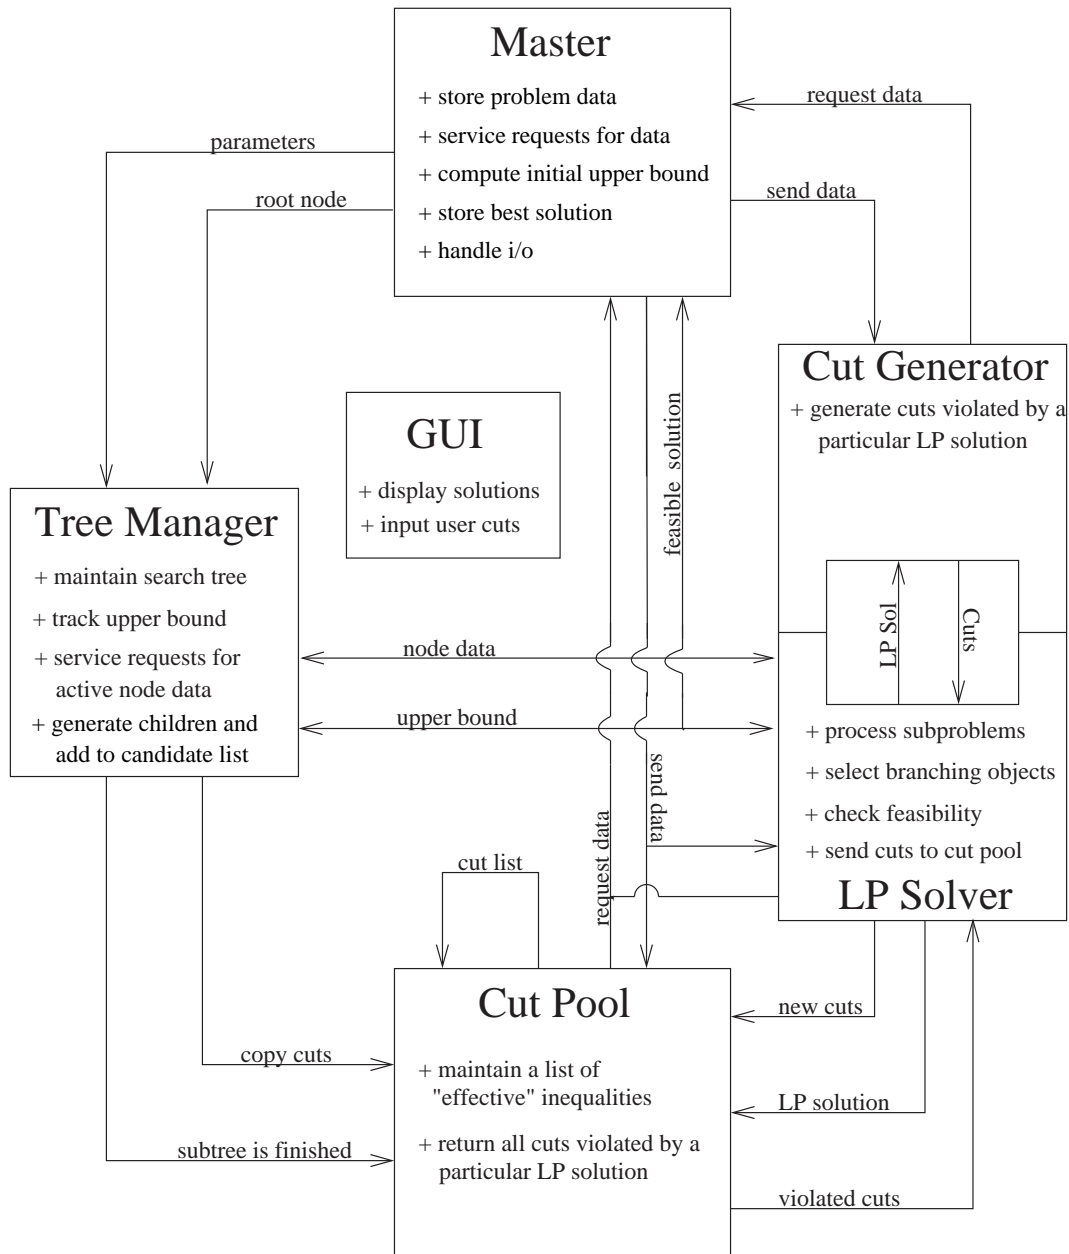 Master
+ store problem data
+ service requests for data
+ compute initial upper bound
+ store best solution
+ handle i/o
request data
send data
parameters
root node
Cut Generator
+ generate cuts violated by a
particular LP solution
GUI
+ display solutions
+ input user cuts
feasible solution
Tree Manager
+ maintain search tree
+ track upper bound
+ service requests for
active node data
+ generate children and
add to candidate list
LP Sol
Cuts
node data
upper bound
+ process subproblems
+ select branching objects
+ check feasibility
+ send cuts to cut pool
LP Solver
send data
request data
cut list
Cut Pool
+ maintain a list of
"effective" inequalities
+ return all cuts violated by a
particular LP solution
new cuts
LP solution
violated cuts
copy cuts
subtree is finished